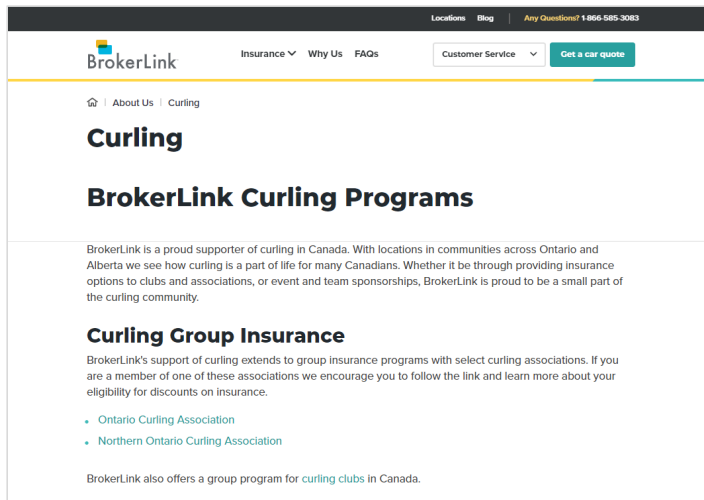 Locations Blog Any Questions? 1-866-585-3083
BrokerLink
Insurance Why Us FAQs Customer Service Get a car quote
About Us Curling
Curling
BrokerLink Curling Programs
BrokerLink is a proud supporter of curling in Canada. With locations in communities across Ontario and
Alberta we see how curling is a part of life for many Canadians. Whether it be through providing insurance
options to clubs and associations, or event and team sponsorships, BrokerLink is proud to be a small part of
the curling community.
Curling Group Insurance
BrokerLink's support of curling extends to group insurance programs with select curling associations. If you
are a member of one of these associations we encourage you to follow the link and learn more about your
eligibility for discounts on insurance.
Ontario Curling Association
Northern Ontario Curling Association
BrokerLink also offers a group program for curling clubs in Canada.